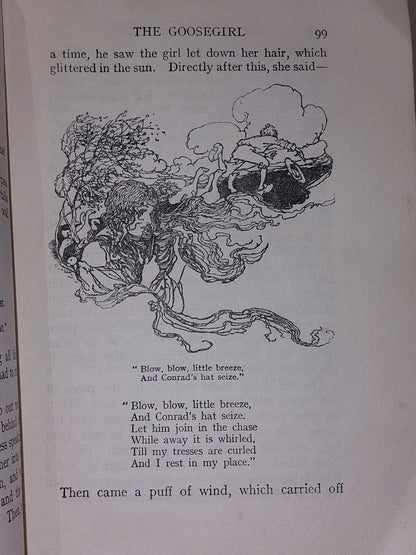 THE GOOSEGIRL 99
a time, he saw the girl let down her hair, which
glittered in the sun. Directly after this, she said—
"Blow, blow, little breeze,
And Conrad's hat seize."
"Blow, blow, little breeze,
And Conrad's hat seize.
Let him join in the chase
While away it is whirled,
Till my tresses are curled
And I rest in my place."
Then came a puff of wind, which carried off